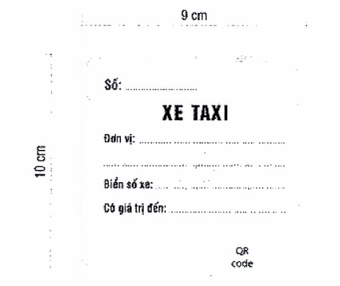 9 cm
Số: ..........................
XE TAXI
10 cm
Đơn vị: ..........................................
..........................................
Biển số xe: ..........................................
Có giá trị đến: ..........................................
QR
code